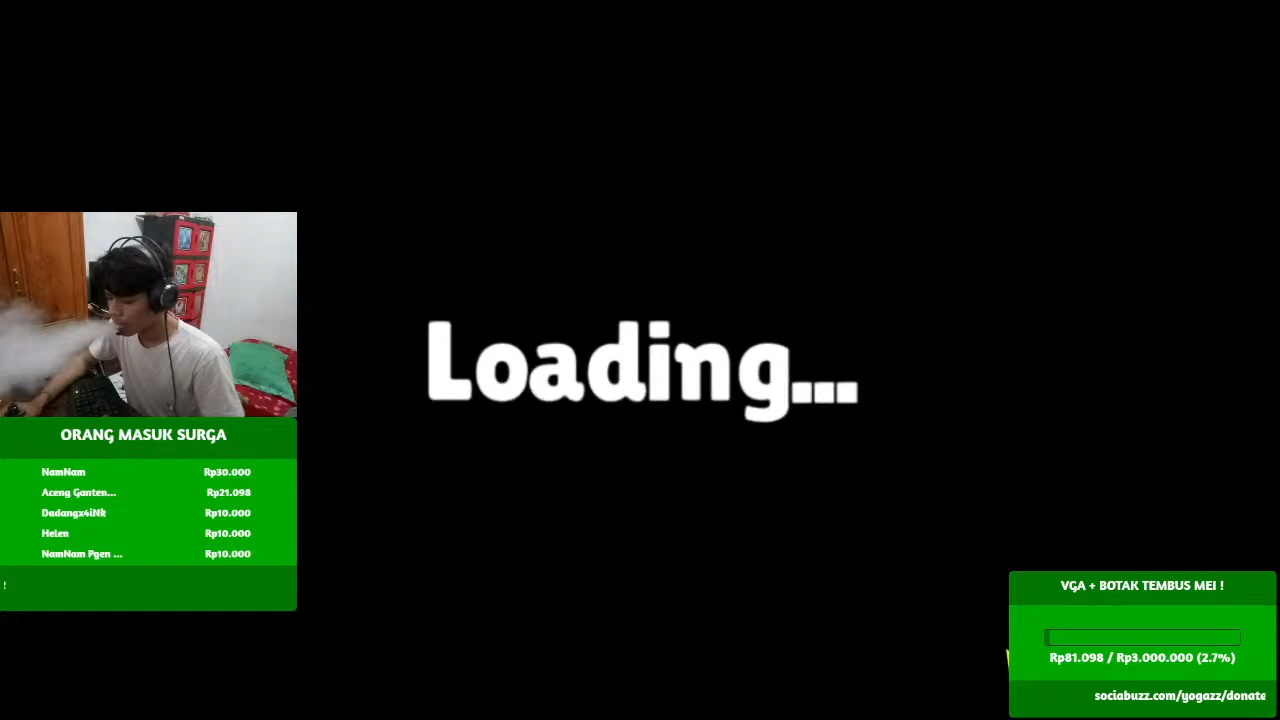 Loading...
ORANG MASUK SURGA
NamNam Rp30.000
Aceng Ganten... Rp21.098
Dadangx4iNk Rp10.000
Helen Rp10.000
NamNam Pgen ... Rp10.000
VGA + BOTAK TEMBUS MEI !
Rp81.098 / Rp3.000.000 (2.7%)
sociabuzz.com/yogazz/donate